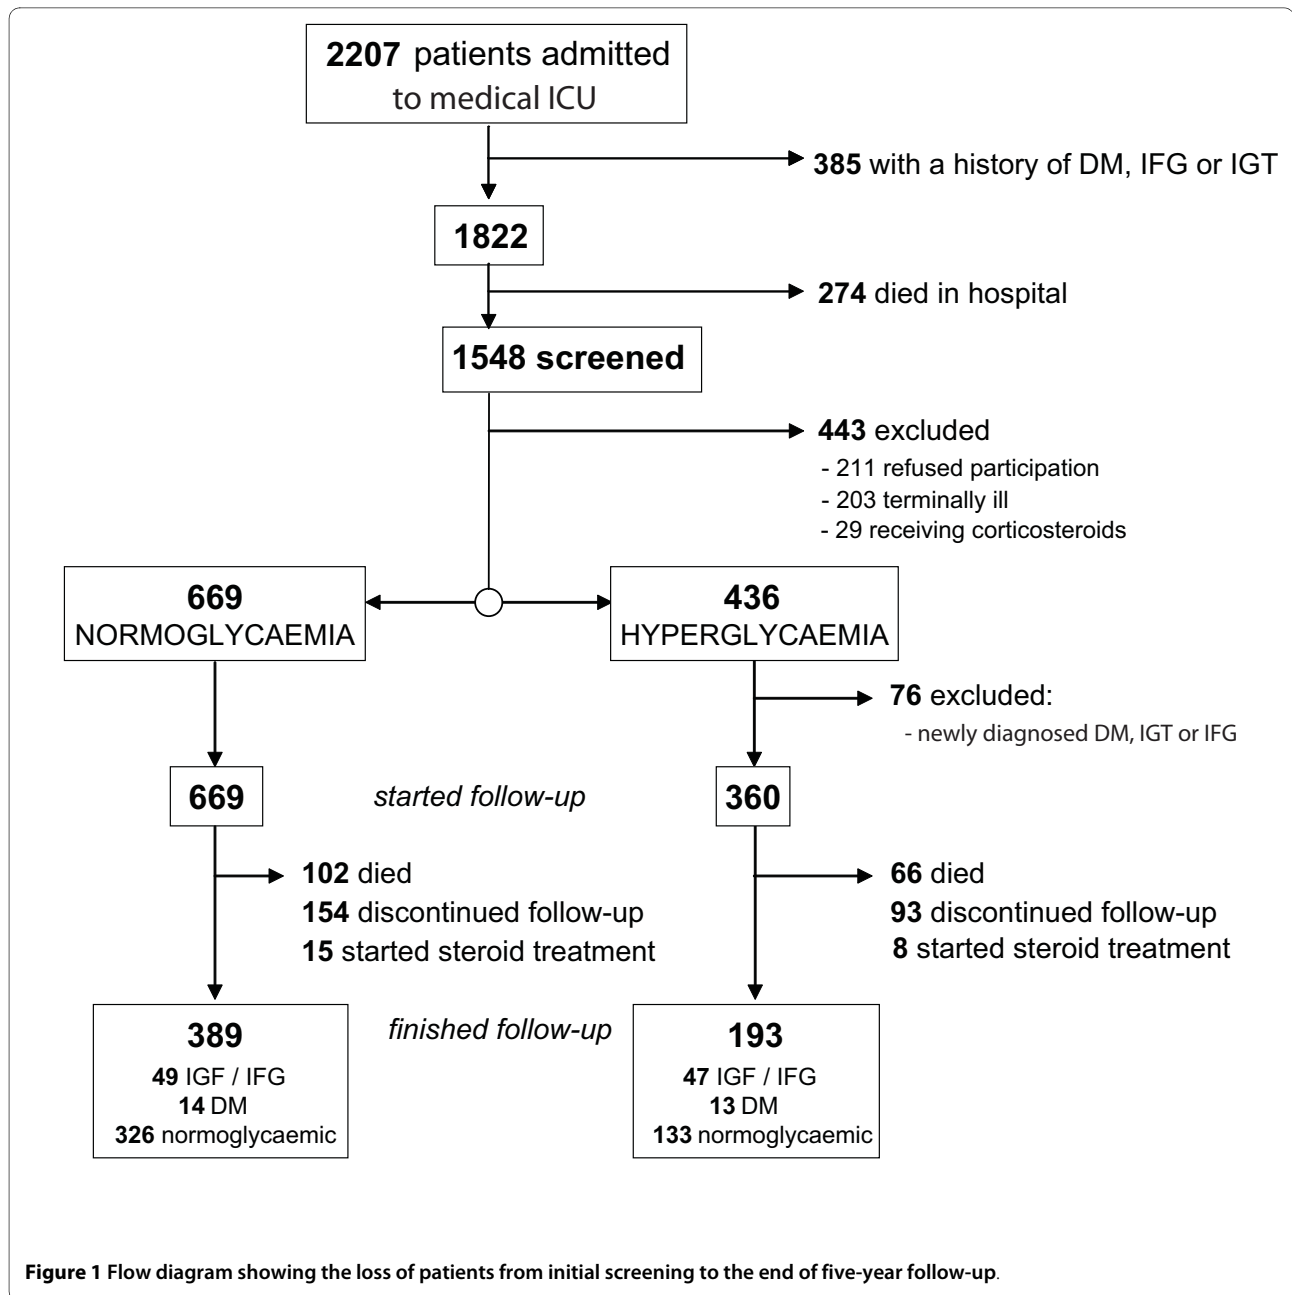 2207 patients admitted
to medical ICU
385 with a history of DM, IFG or IGT
1822
274 died in hospital
1548 screened
443 excluded
- 211 refused participation
- 203 terminally ill
- 29 receiving corticosteroids
669
NORMOGLYCAEMIA
436
HYPERGLYCAEMIA
76 excluded:
- newly diagnosed DM, IGT or IFG
669
started follow-up
360
102 died
154 discontinued follow-up
15 started steroid treatment
66 died
93 discontinued follow-up
8 started steroid treatment
389
49 IGF / IFG
14 DM
326 normoglycaemic
finished follow-up
193
47 IGF / IFG
13 DM
133 normoglycaemic
Figure 1 Flow diagram showing the loss of patients from initial screening to the end of five-year follow-up.